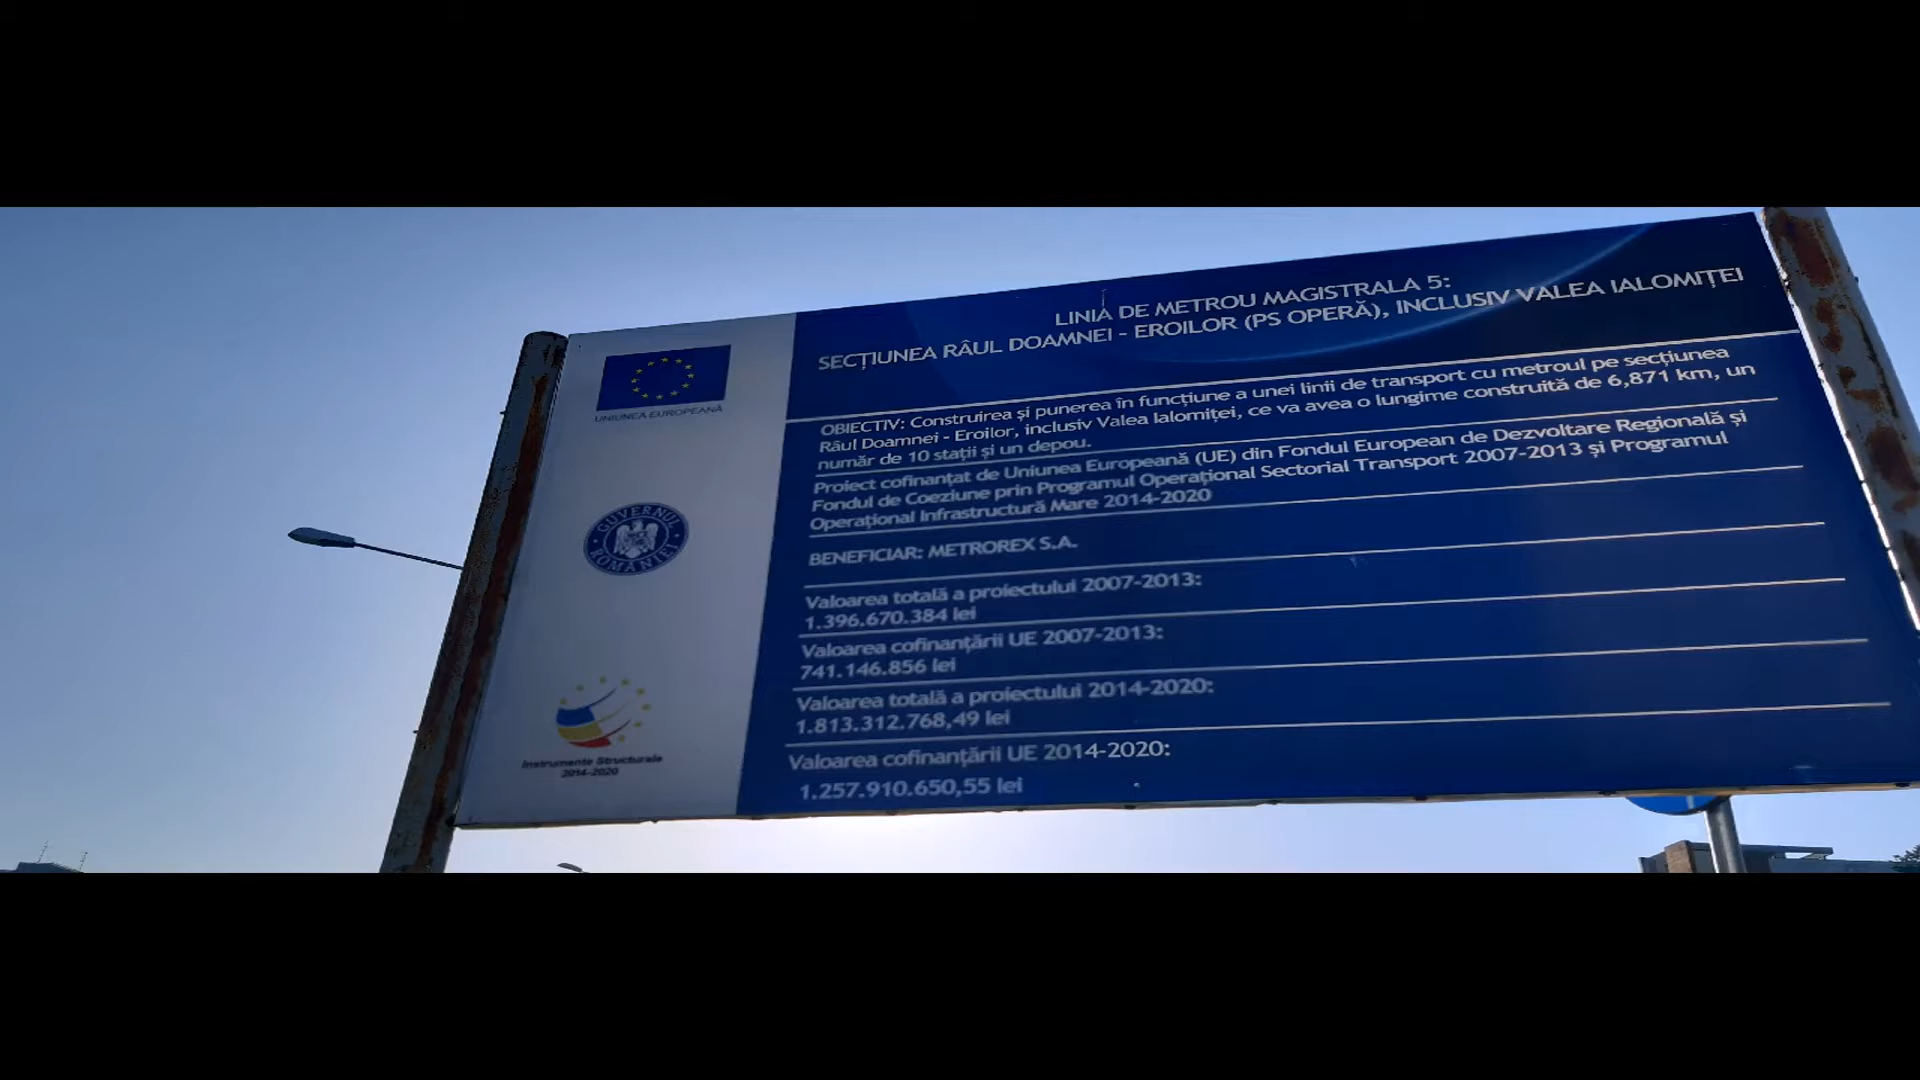 UNIUNEA EUROPEANĂ
GUVERNUL ROMÂNIEI
Instrumente Structurale
2014-2020
LINIA DE METROU MAGISTRALA 5:
SECȚIUNEA RÂUL DOAMNEI - EROILOR (PS OPERĂ), INCLUSIV VALEA IALOMIȚEI
OBIECTIV: Construirea și punerea în funcțiune a unei linii de transport cu metroul pe secțiunea
Râul Doamnei - Eroilor, inclusiv Valea Ialomiței, ce va avea o lungime construită de 6,871 km, un
număr de 10 stații și un depou.
Proiect cofinanțat de Uniunea Europeană (UE) din Fondul European de Dezvoltare Regională și
Fondul de Coeziune prin Programul Operațional Sectorial Transport 2007-2013 și Programul
Operațional Infrastructură Mare 2014-2020
BENEFICIAR: METROREX S.A.
Valoarea totală a proiectului 2007-2013:
1.396.670.384 lei
Valoarea cofinanțării UE 2007-2013:
741.146.856 lei
Valoarea totală a proiectului 2014-2020:
1.813.312.768,49 lei
Valoarea cofinanțării UE 2014-2020:
1.257.910.650,55 lei